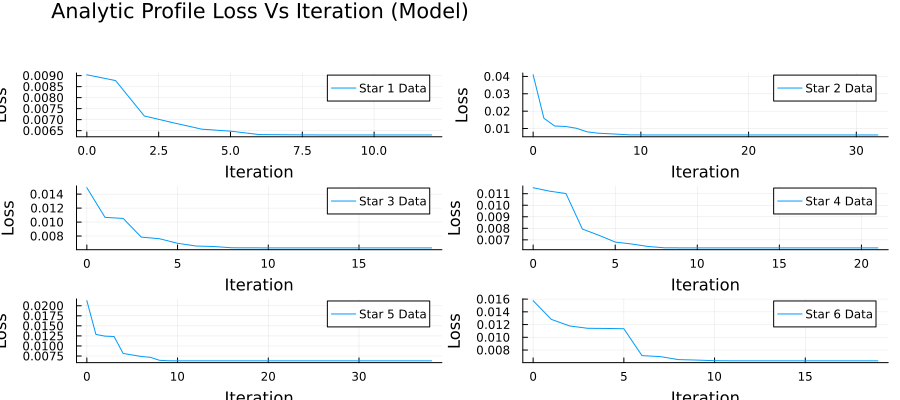 Analytic Profile Loss Vs Iteration (Model)
0.0090
0.0085
0.0080
0.0075
0.0070
0.0065
Loss
Star 1 Data
0.0 2.5 5.0 7.5 10.0
Iteration
0.04
0.03
0.02
0.01
Loss
Star 2 Data
0 10 20 30
Iteration
0.014
0.012
0.010
0.008
Loss
Star 3 Data
0 5 10 15
Iteration
0.011
0.010
0.009
0.008
0.007
Loss
Star 4 Data
0 5 10 15 20
Iteration
0.0200
0.0175
0.0150
0.0125
0.0100
0.0075
Loss
Star 5 Data
0 10 20 30
Iteration
0.016
0.014
0.012
0.010
0.008
Loss
Star 6 Data
0 5 10 15
Iteration